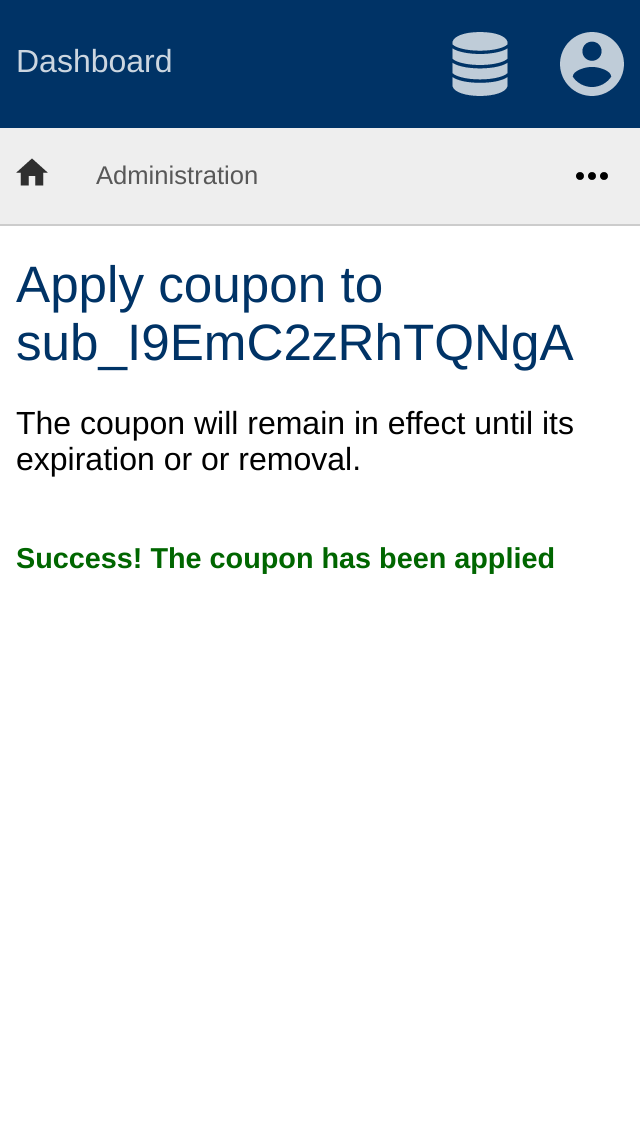 Dashboard
Administration
Apply coupon to
sub_I9EmC2zRhTQNgA
The coupon will remain in effect until its
expiration or or removal.
Success! The coupon has been applied